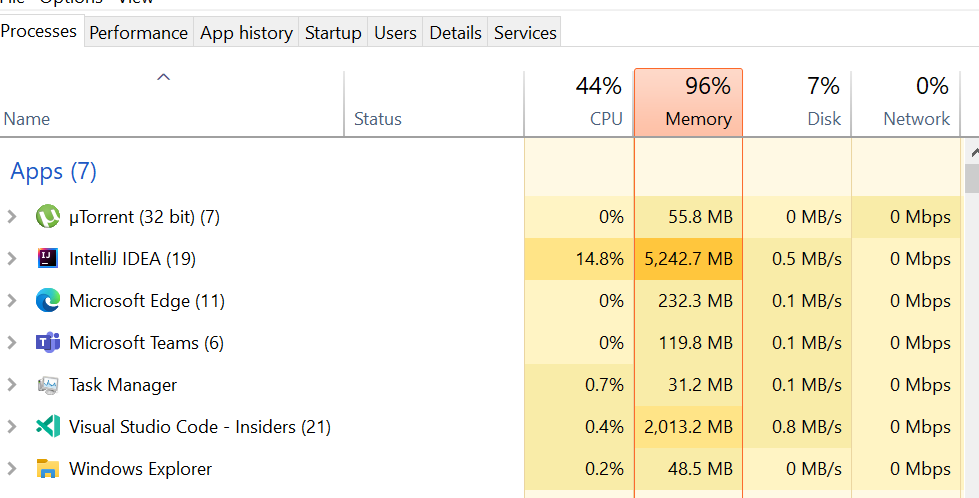 File Options View
Processes Performance App history Startup Users Details Services
44% 96% 7% 0%
Name Status CPU Memory Disk Network
Apps (7)
µTorrent (32 bit) (7) 0% 55.8 MB 0 MB/s 0 Mbps
IJ IntelliJ IDEA (19) 14.8% 5,242.7 MB 0.5 MB/s 0 Mbps
Microsoft Edge (11) 0% 232.3 MB 0.1 MB/s 0 Mbps
Microsoft Teams (6) 0% 119.8 MB 0.1 MB/s 0 Mbps
Task Manager 0.7% 31.2 MB 0.1 MB/s 0 Mbps
Visual Studio Code - Insiders (21) 0.4% 2,013.2 MB 0.8 MB/s 0 Mbps
Windows Explorer 0.2% 48.5 MB 0 MB/s 0 Mbps